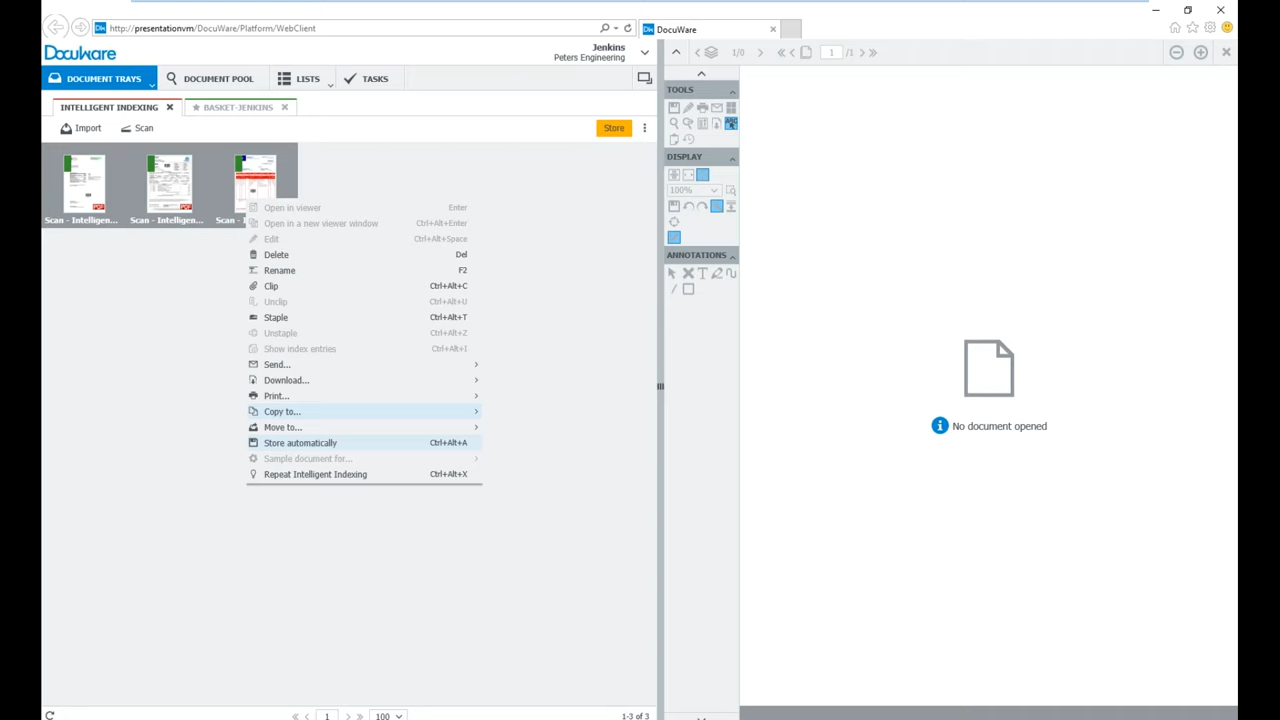 http://presentationvm/DocuWare/Platform/WebClient
DocuWare
DocuWare
Jenkins
Peters Engineering
1/0
1
/1
DOCUMENT TRAYS
DOCUMENT POOL
LISTS
TASKS
TOOLS
INTELLIGENT INDEXING
BASKET-JENKINS
Import
Scan
Store
DISPLAY
100%
ANNOTATIONS
Scan - Intelligen...
Scan - Intelligen...
Scan - I
Open in viewer Enter
Open in a new viewer window Ctrl+Alt+Enter
Edit Ctrl+Alt+Space
Delete Del
Rename F2
Clip Ctrl+Alt+C
Unclip Ctrl+Alt+U
Staple Ctrl+Alt+T
Unstaple Ctrl+Alt+Z
Show index entries Ctrl+Alt+I
Send...
Download...
Print...
Copy to...
Move to...
Store automatically Ctrl+Alt+A
Sample document for...
Repeat Intelligent Indexing Ctrl+Alt+X
No document opened
1
100
1-3 of 3